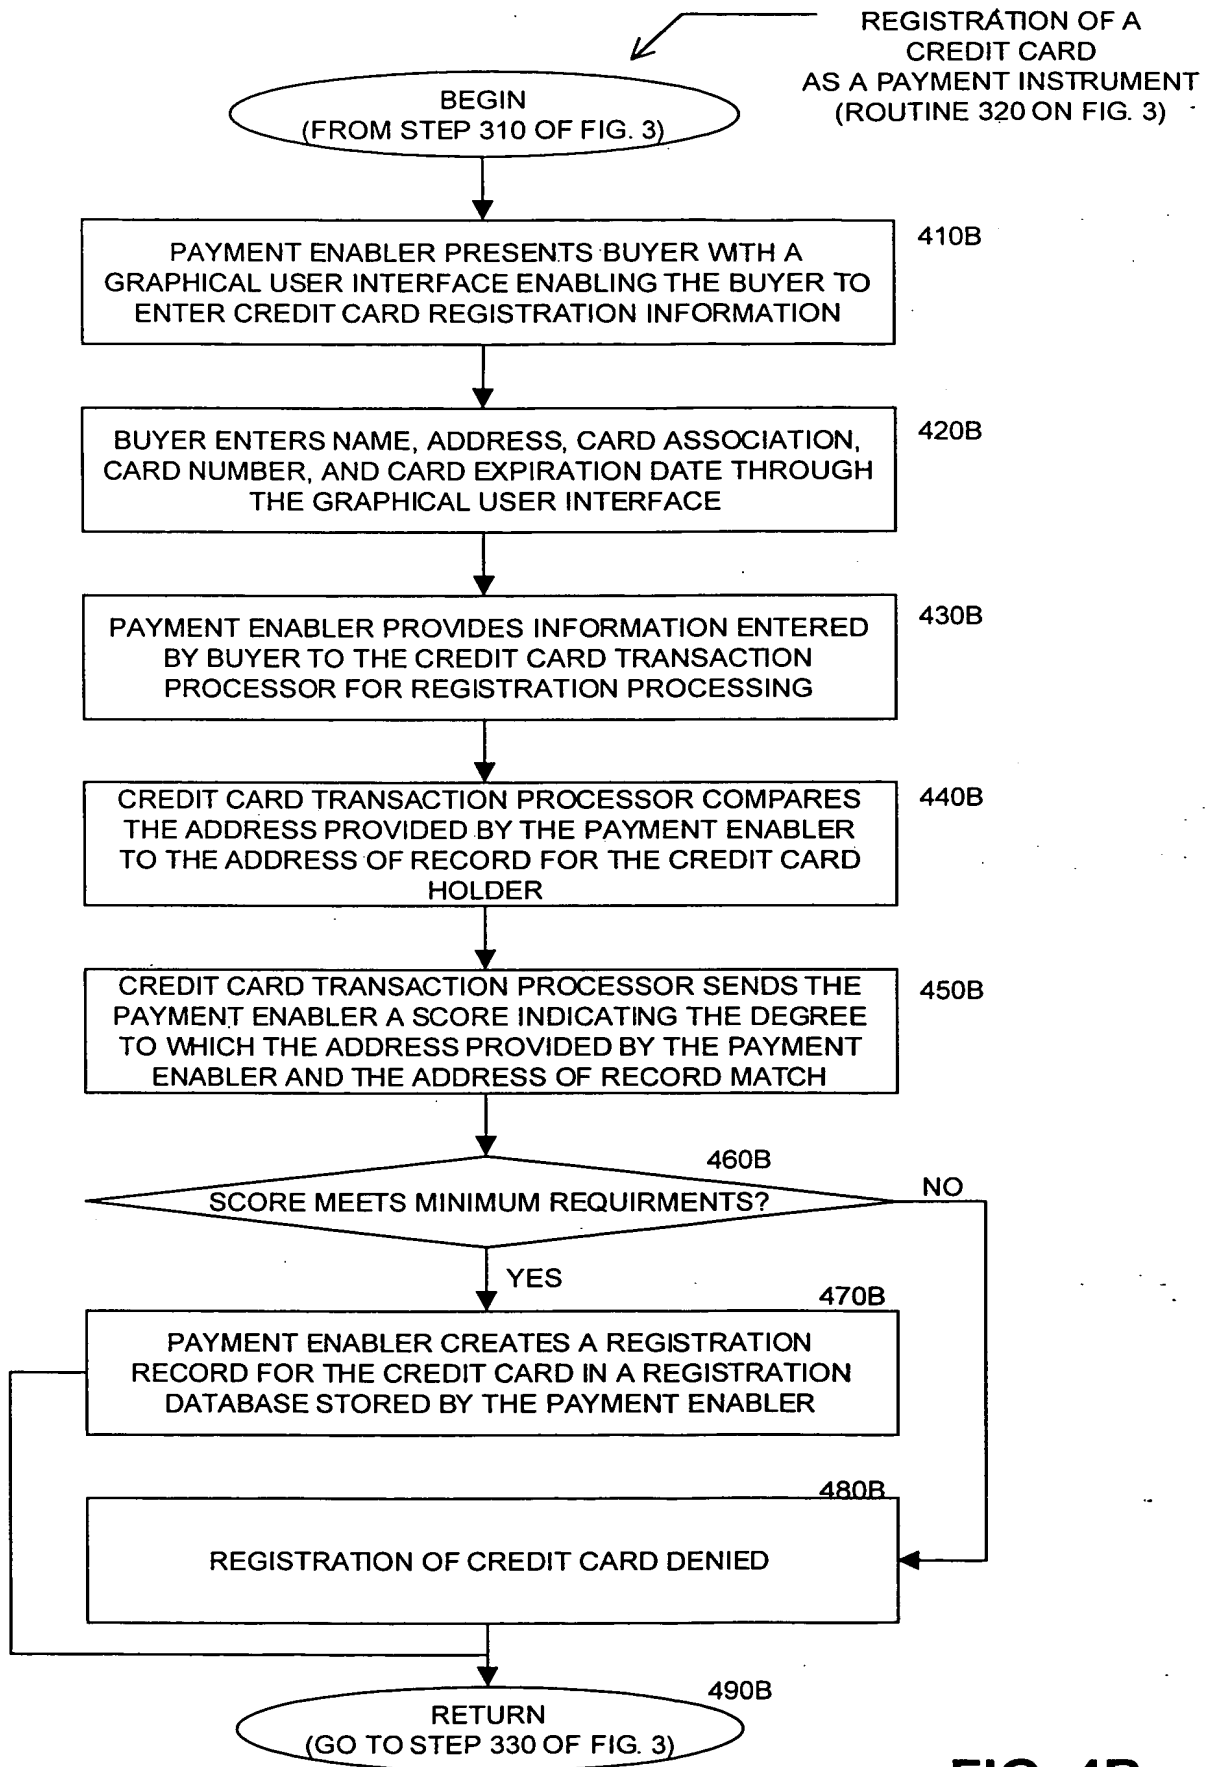 REGISTRATION OF A
CREDIT CARD
AS A PAYMENT INSTRUMENT
(ROUTINE 320 ON FIG. 3)
BEGIN
(FROM STEP 310 OF FIG. 3)
410B
PAYMENT ENABLER PRESENTS BUYER WITH A
GRAPHICAL USER INTERFACE ENABLING THE BUYER TO
ENTER CREDIT CARD REGISTRATION INFORMATION
420B
BUYER ENTERS NAME, ADDRESS, CARD ASSOCIATION,
CARD NUMBER, AND CARD EXPIRATION DATE THROUGH
THE GRAPHICAL USER INTERFACE
430B
PAYMENT ENABLER PROVIDES INFORMATION ENTERED
BY BUYER TO THE CREDIT CARD TRANSACTION
PROCESSOR FOR REGISTRATION PROCESSING
440B
CREDIT CARD TRANSACTION PROCESSOR COMPARES
THE ADDRESS PROVIDED BY THE PAYMENT ENABLER
TO THE ADDRESS OF RECORD FOR THE CREDIT CARD
HOLDER
450B
CREDIT CARD TRANSACTION PROCESSOR SENDS THE
PAYMENT ENABLER A SCORE INDICATING THE DEGREE
TO WHICH THE ADDRESS PROVIDED BY THE PAYMENT
ENABLER AND THE ADDRESS OF RECORD MATCH
460B
SCORE MEETS MINIMUM REQUIRMENTS?
NO
YES
470B
PAYMENT ENABLER CREATES A REGISTRATION
RECORD FOR THE CREDIT CARD IN A REGISTRATION
DATABASE STORED BY THE PAYMENT ENABLER
480B
REGISTRATION OF CREDIT CARD DENIED
490B
RETURN
(GO TO STEP 330 OF FIG. 3)
FIG. 4B